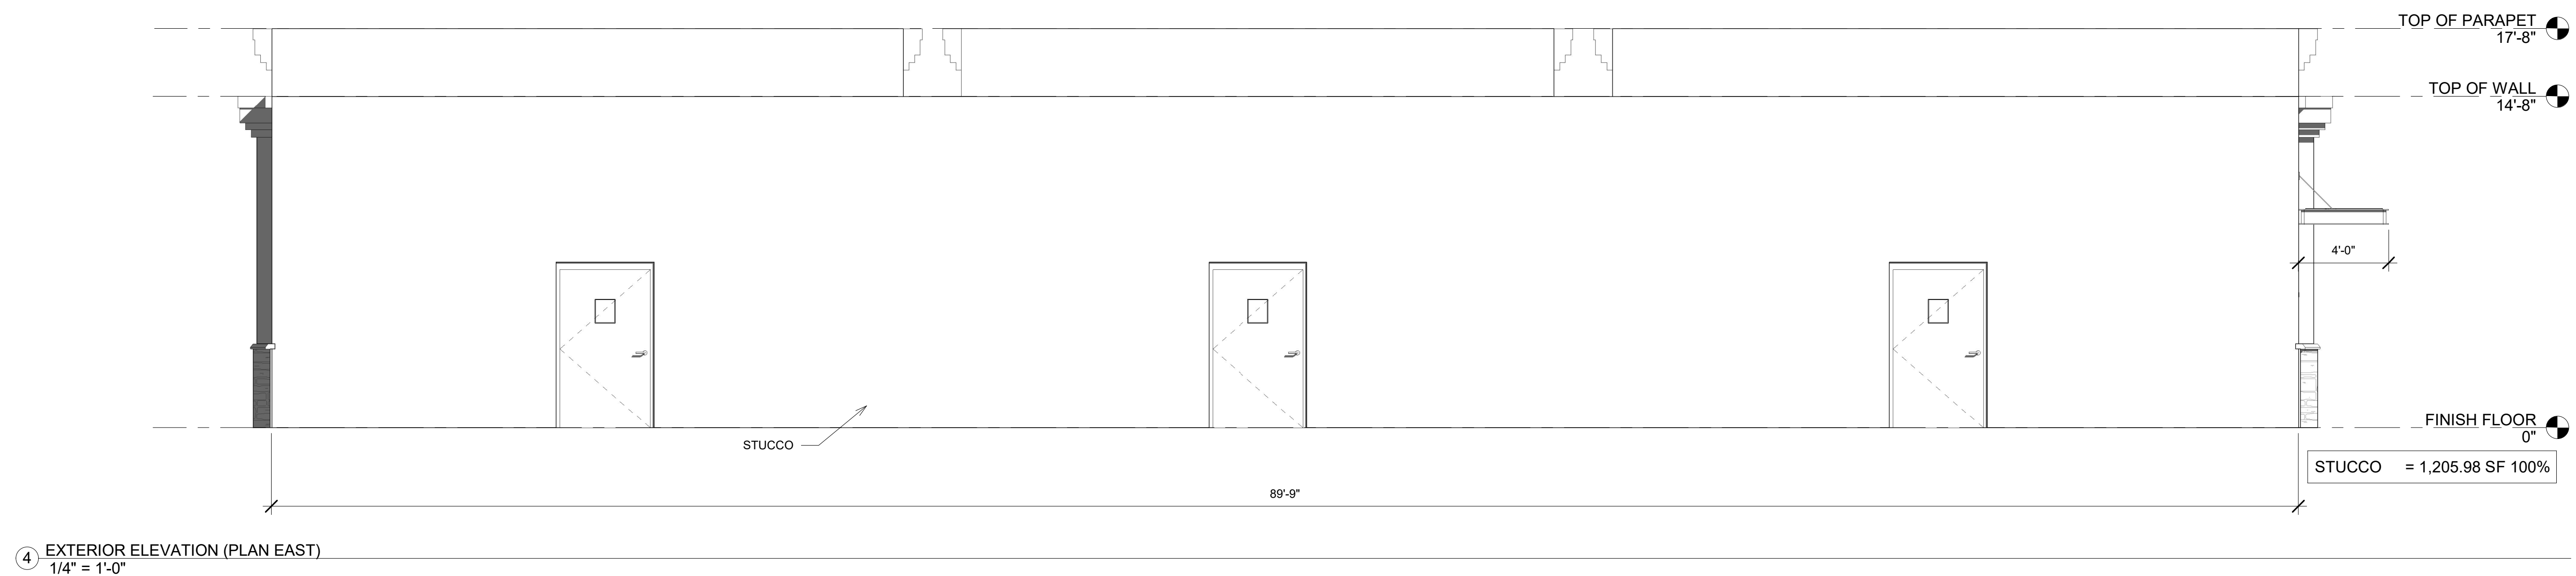 TOP OF PARAPET
17'-8"
TOP OF WALL
14'-8"
4'-0"
FINISH FLOOR
0"
STUCCO
STUCCO = 1,205.98 SF 100%
89'-9"
4 EXTERIOR ELEVATION (PLAN EAST)
1/4" = 1'-0"